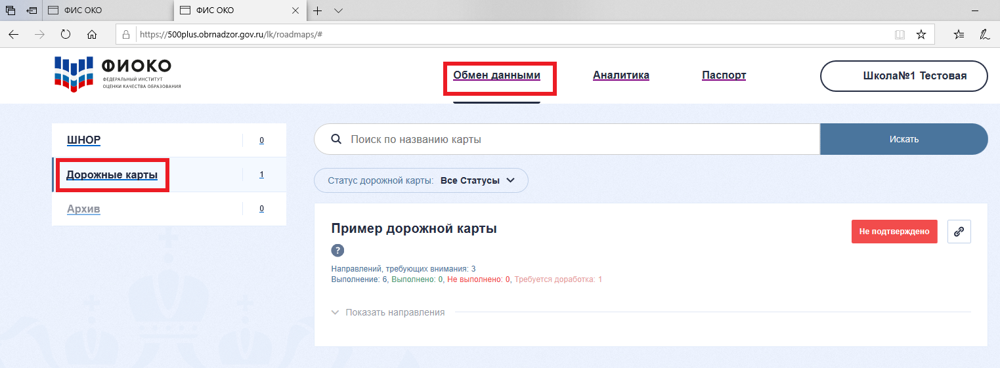 ФИС ОКО
ФИС ОКО
https://500plus.obrnadzor.gov.ru/lk/roadmaps/#
ФИОКО
ФЕДЕРАЛЬНЫЙ ИНСТИТУТ
ОЦЕНКИ КАЧЕСТВА ОБРАЗОВАНИЯ
Обмен данными
Аналитика
Паспорт
Школа№1 Тестовая
ШНОР 0
Дорожные карты 1
Архив 0
Поиск по названию карты
Искать
Статус дорожной карты: Все Статусы
Пример дорожной карты
Не подтверждено
?
Направлений, требующих внимания: 3
Выполнение: 6, Выполнено: 0, Не выполнено: 0, Требуется доработка: 1
Показать направления